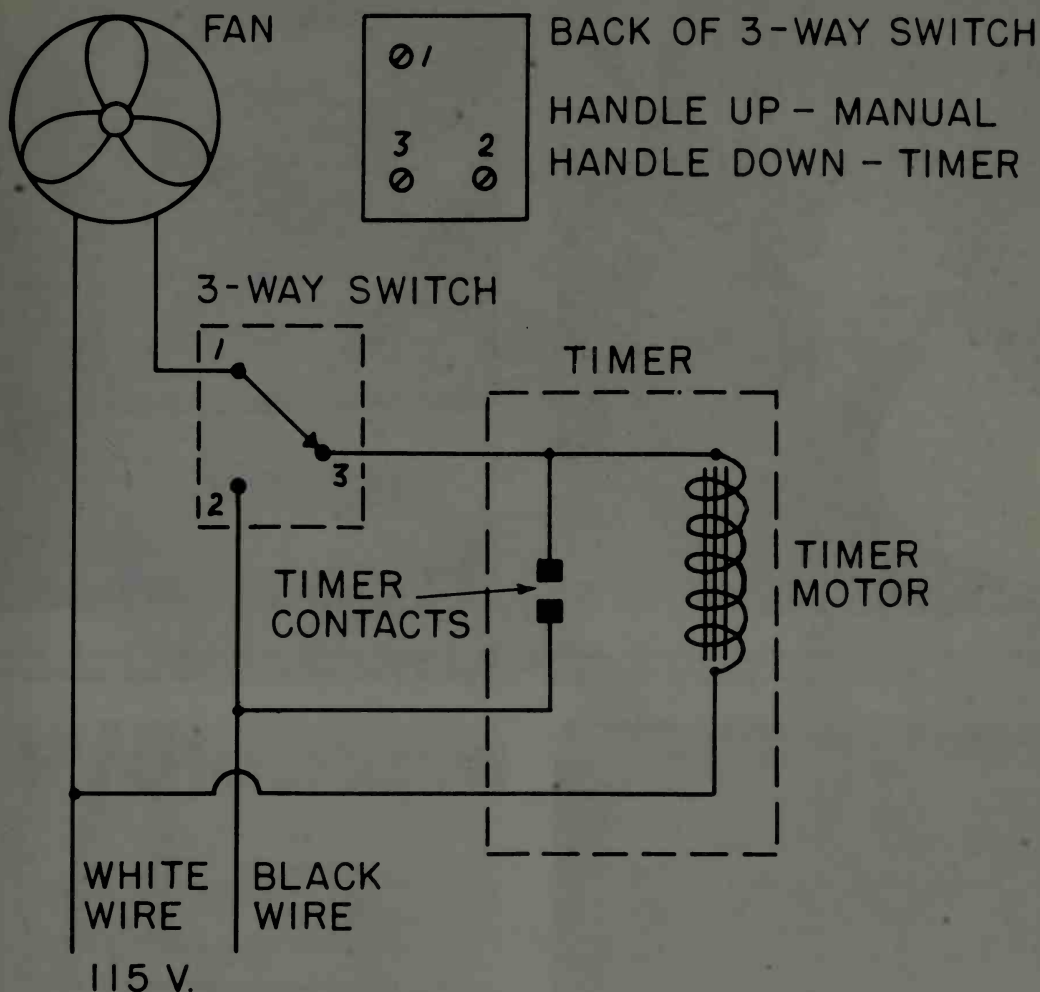 FAN
BACK OF 3-WAY SWITCH
1
HANDLE UP - MANUAL
3 2
HANDLE DOWN - TIMER
3-WAY SWITCH
1
TIMER
3
2
TIMER
CONTACTS
TIMER
MOTOR
WHITE
WIRE
BLACK
WIRE
115 V.